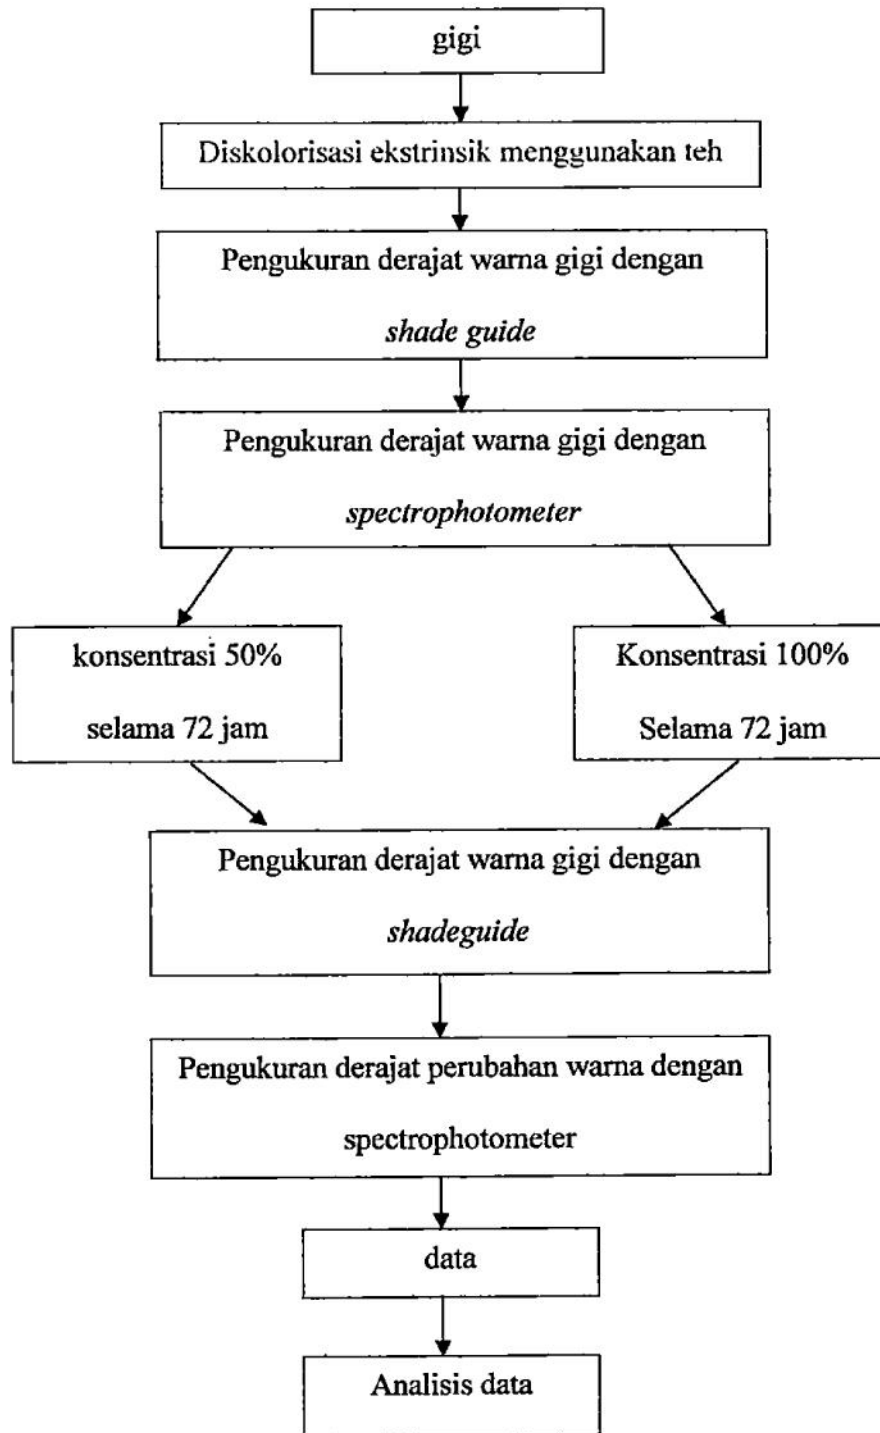 gigi
Diskolorisasi ekstrinsik menggunakan teh
Pengukuran derajat warna gigi dengan
shade guide
Pengukuran derajat warna gigi dengan
spectrophotometer
konsentrasi 50%
selama 72 jam
Konsentrasi 100%
Selama 72 jam
Pengukuran derajat warna gigi dengan
shadeguide
Pengukuran derajat perubahan warna dengan
spectrophotometer
data
Analisis data